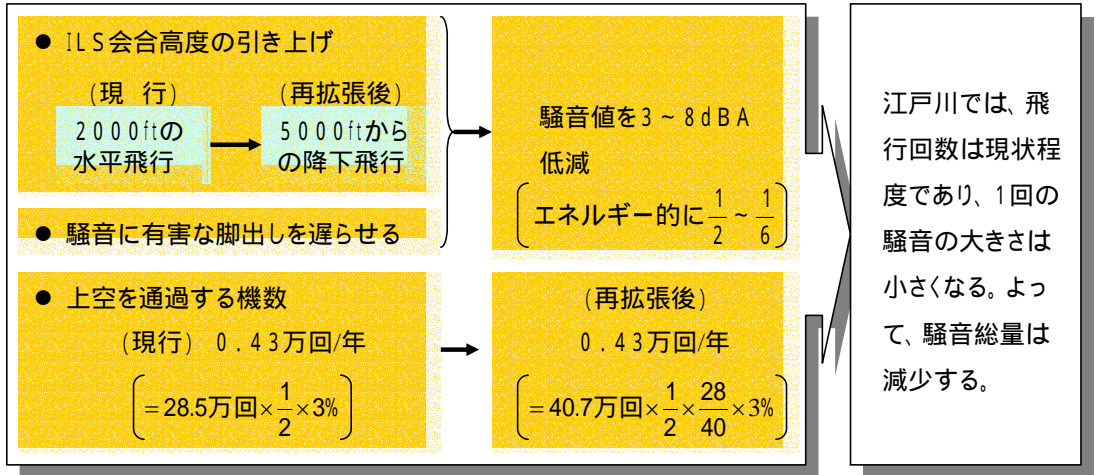 ● ILS会合高度の引き上げ
(現 行)
(再拡張後)
2000ftの
水平飛行
5000ftから
の降下飛行
● 騒音に有害な脚出しを遅らせる
騒音値を3~8dBA
低減
(エネルギー的に1/2~1/6)
● 上空を通過する機数
(現行) 0.43万回/年
(=28.5万回×1/2×3%)
(再拡張後)
0.43万回/年
(=40.7万回×1/2×28/40×3%)
江戸川では、飛
行回数は現状程
度であり、1回の
騒音の大きさは
小さくなる。よっ
て、騒音総量は
減少する。